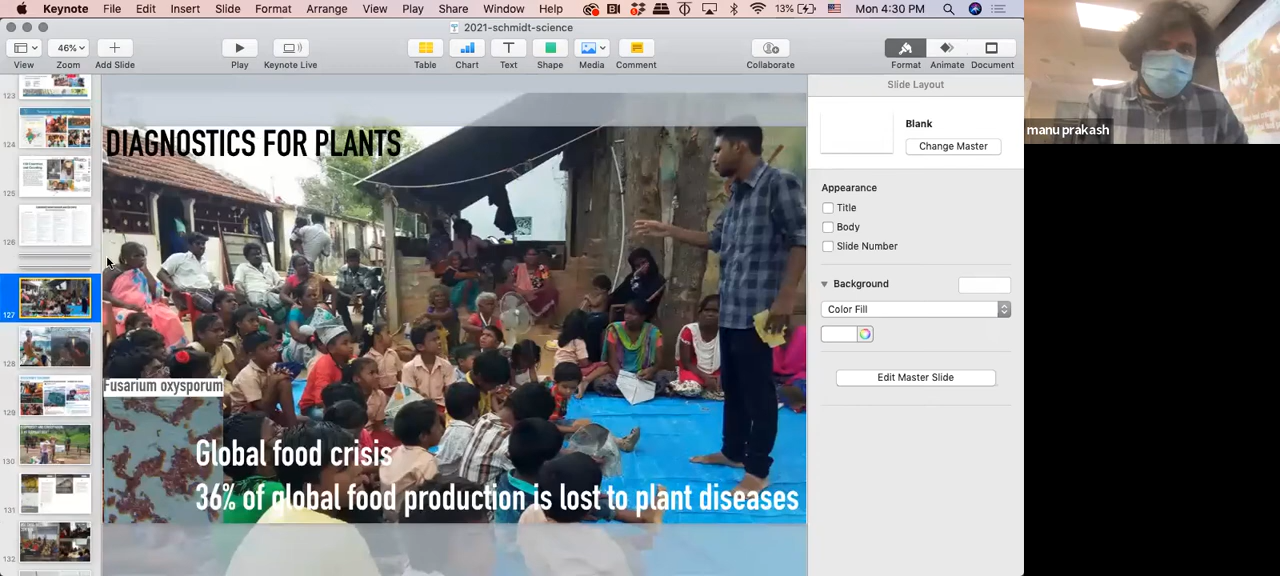 Keynote File Edit Insert Slide Format Arrange View Play Share Window Help 13% Mon 4:30 PM
2021-schmidt-science
46%
View Zoom Add Slide Play Keynote Live Table Chart Text Shape Media Comment Collaborate Format Animate Document
Slide Layout
Blank
Change Master
Appearance
Title
Body
Slide Number
Background
Color Fill
Edit Master Slide
123
124
125
126
127
128
129
130
131
132
DIAGNOSTICS FOR PLANTS
Fusarium oxysporum
Global food crisis
36% of global food production is lost to plant diseases
manu prakash